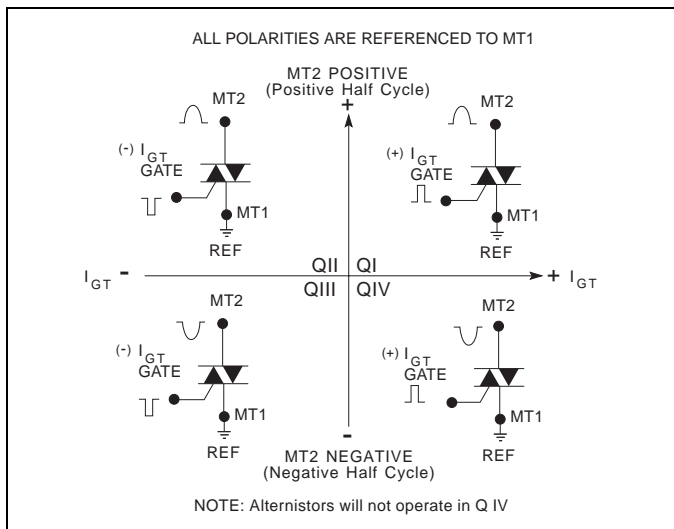 ALL POLARITIES ARE REFERENCED TO MT1
MT2 POSITIVE
(Positive Half Cycle)
+
MT2
(-) IGT
GATE
MT1
REF
MT2
(+) IGT
GATE
MT1
REF
IGT -
QII QI
QIII QIV
+ IGT
MT2
(-) IGT
GATE
MT1
REF
MT2
(+) IGT
GATE
MT1
REF
-
MT2 NEGATIVE
(Negative Half Cycle)
NOTE: Alternistors will not operate in Q IV